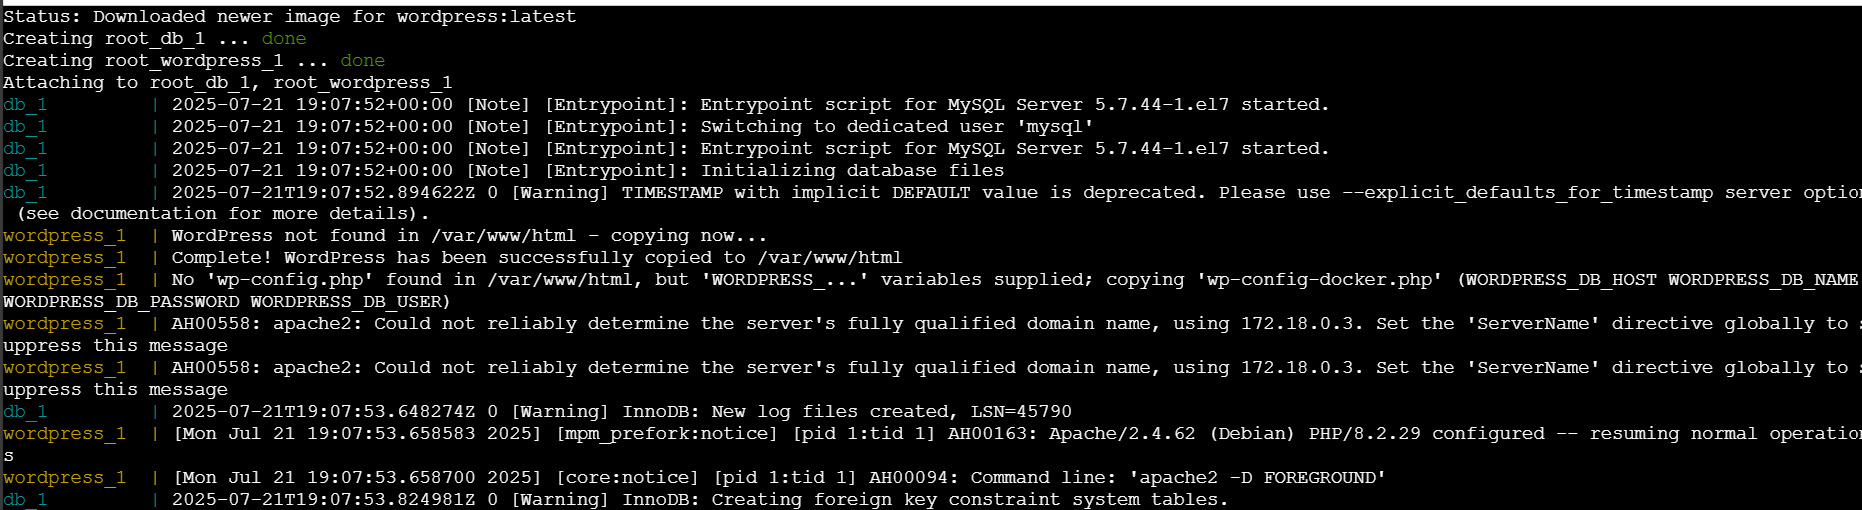 Status: Downloaded newer image for wordpress:latest
Creating root_db_1 ... done
Creating root_wordpress_1 ... done
Attaching to root_db_1, root_wordpress_1
db_1         | 2025-07-21 19:07:52+00:00 [Note] [Entrypoint]: Entrypoint script for MySQL Server 5.7.44-1.el7 started.
db_1         | 2025-07-21 19:07:52+00:00 [Note] [Entrypoint]: Switching to dedicated user 'mysql'
db_1         | 2025-07-21 19:07:52+00:00 [Note] [Entrypoint]: Entrypoint script for MySQL Server 5.7.44-1.el7 started.
db_1         | 2025-07-21 19:07:52+00:00 [Note] [Entrypoint]: Initializing database files
db_1         | 2025-07-21T19:07:52.894622Z 0 [Warning] TIMESTAMP with implicit DEFAULT value is deprecated. Please use --explicit_defaults_for_timestamp server option
 (see documentation for more details).
wordpress_1  | WordPress not found in /var/www/html - copying now...
wordpress_1  | Complete! WordPress has been successfully copied to /var/www/html
wordpress_1  | No 'wp-config.php' found in /var/www/html, but 'WORDPRESS_...' variables supplied; copying 'wp-config-docker.php' (WORDPRESS_DB_HOST WORDPRESS_DB_NAME
WORDPRESS_DB_PASSWORD WORDPRESS_DB_USER)
wordpress_1  | AH00558: apache2: Could not reliably determine the server's fully qualified domain name, using 172.18.0.3. Set the 'ServerName' directive globally to s
uppress this message
wordpress_1  | AH00558: apache2: Could not reliably determine the server's fully qualified domain name, using 172.18.0.3. Set the 'ServerName' directive globally to s
uppress this message
db_1         | 2025-07-21T19:07:53.648274Z 0 [Warning] InnoDB: New log files created, LSN=45790
wordpress_1  | [Mon Jul 21 19:07:53.658583 2025] [mpm_prefork:notice] [pid 1:tid 1] AH00163: Apache/2.4.62 (Debian) PHP/8.2.29 configured -- resuming normal operation
s
wordpress_1  | [Mon Jul 21 19:07:53.658700 2025] [core:notice] [pid 1:tid 1] AH00094: Command line: 'apache2 -D FOREGROUND'
db_1         | 2025-07-21T19:07:53.824981Z 0 [Warning] InnoDB: Creating foreign key constraint system tables.